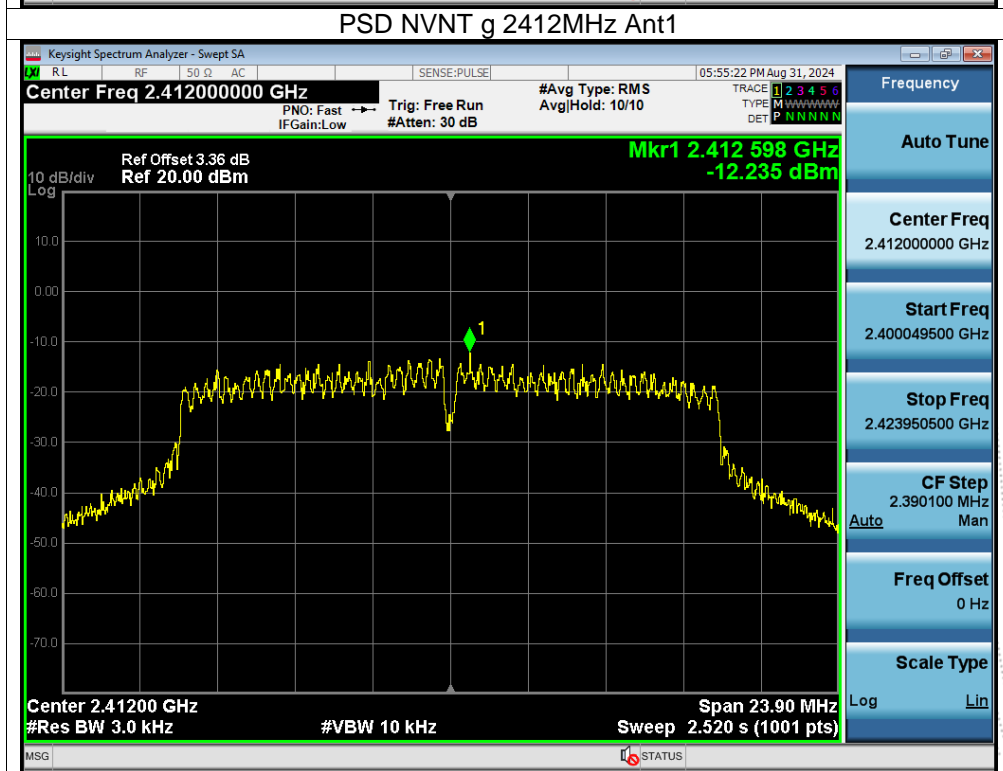 PSD NVNT g 2412MHz Ant1
Keysight Spectrum Analyzer - Swept SA
LXI RL RF 50 Ω AC SENSE:PULSE 05:55:22 PM Aug 31, 2024
Center Freq 2.412000000 GHz
PNO: Fast
IFGain:Low
Trig: Free Run
#Atten: 30 dB
#Avg Type: RMS
Avg|Hold: 10/10
TRACE 1 2 3 4 5 6
TYPE M WWWWW
DET P N N N N N
Mkr1 2.412 598 GHz
-12.235 dBm
Ref Offset 3.36 dB
10 dB/div Ref 20.00 dBm
Log
10.0
0.00
-10.0
-20.0
-30.0
-40.0
-50.0
-60.0
-70.0
1
Center 2.41200 GHz Span 23.90 MHz
#Res BW 3.0 kHz #VBW 10 kHz Sweep 2.520 s (1001 pts)
MSG STATUS
Frequency
Auto Tune
Center Freq
2.412000000 GHz
Start Freq
2.400049500 GHz
Stop Freq
2.423950500 GHz
CF Step
2.390100 MHz
Auto Man
Freq Offset
0 Hz
Scale Type
Log Lin